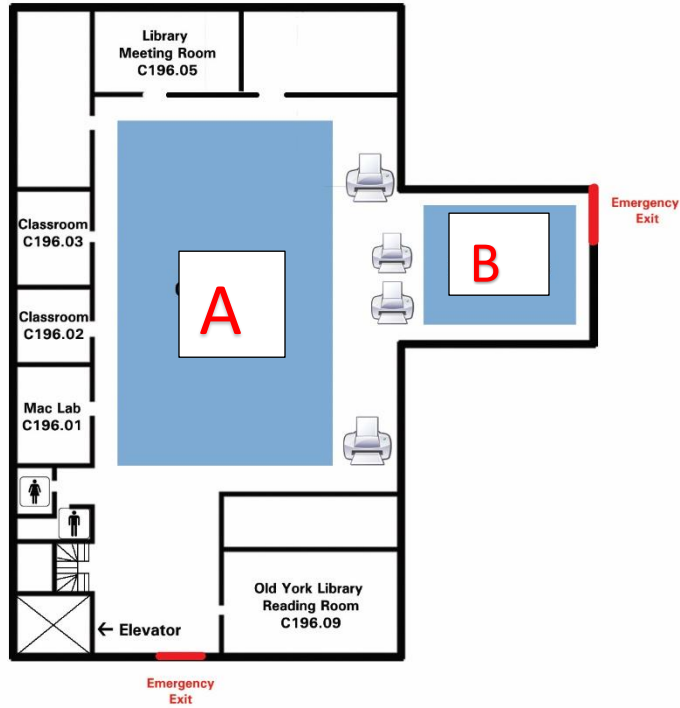 Library
Meeting Room
C196.05
Emergency
Exit
Classroom
C196.03
B
A
Classroom
C196.02
Mac Lab
C196.01
Old York Library
Reading Room
C196.09
← Elevator
Emergency
Exit